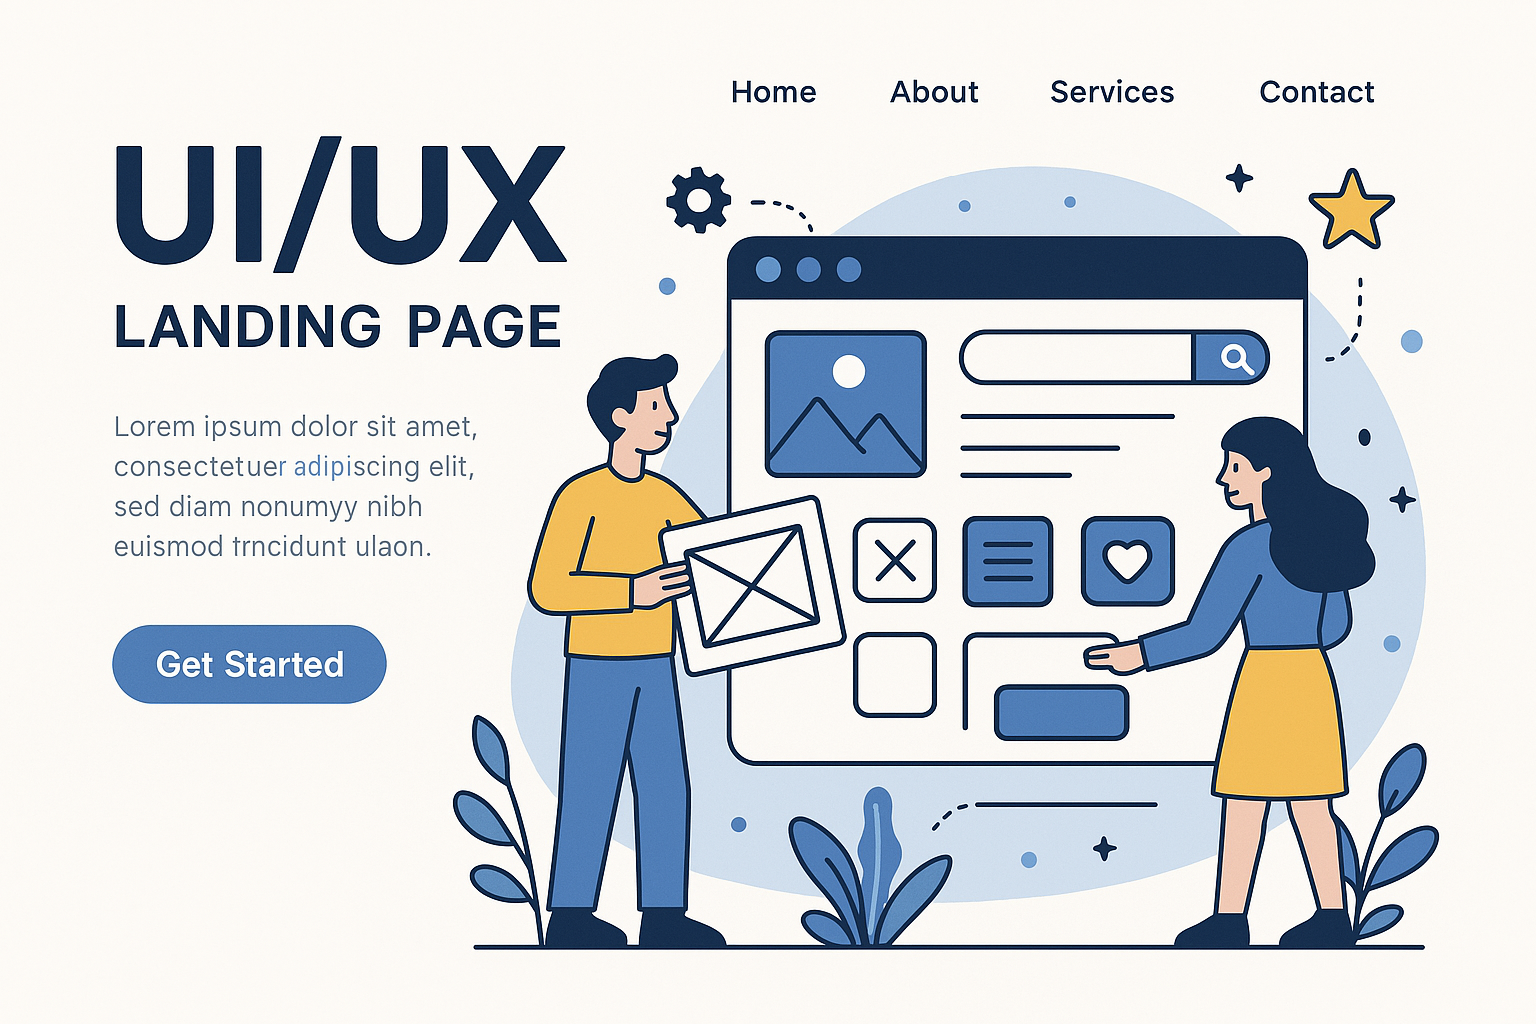 Home About Services Contact
UI/UX
LANDING PAGE
Lorem ipsum dolor sit amet,
consectetuer adipiscing elit,
sed diam nonumyy nibh
euismod trncidunt ulaon.
Get Started